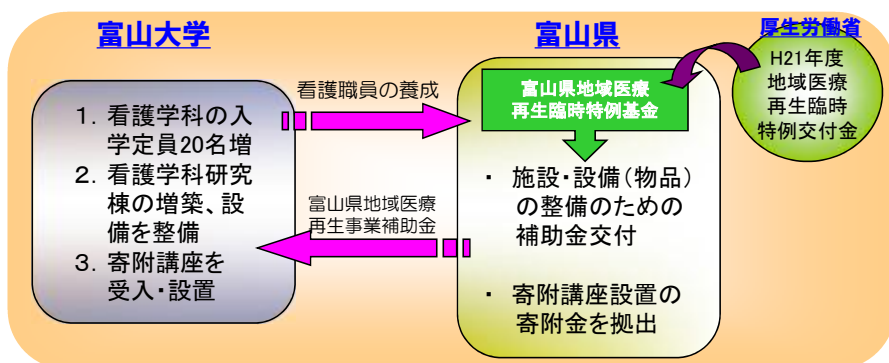 富山大学
1. 看護学科の入
学定員20名増
2. 看護学科研究
棟の増築、設
備を整備
3. 寄附講座を
受入・設置
看護職員の養成
富山県地域医療
再生事業補助金
富山県
富山県地域医療
再生臨時特例基金
・ 施設・設備(物品)
の整備のための
補助金交付
・ 寄附講座設置の
寄附金を拠出
厚生労働省
H21年度
地域医療
再生臨時
特例交付金